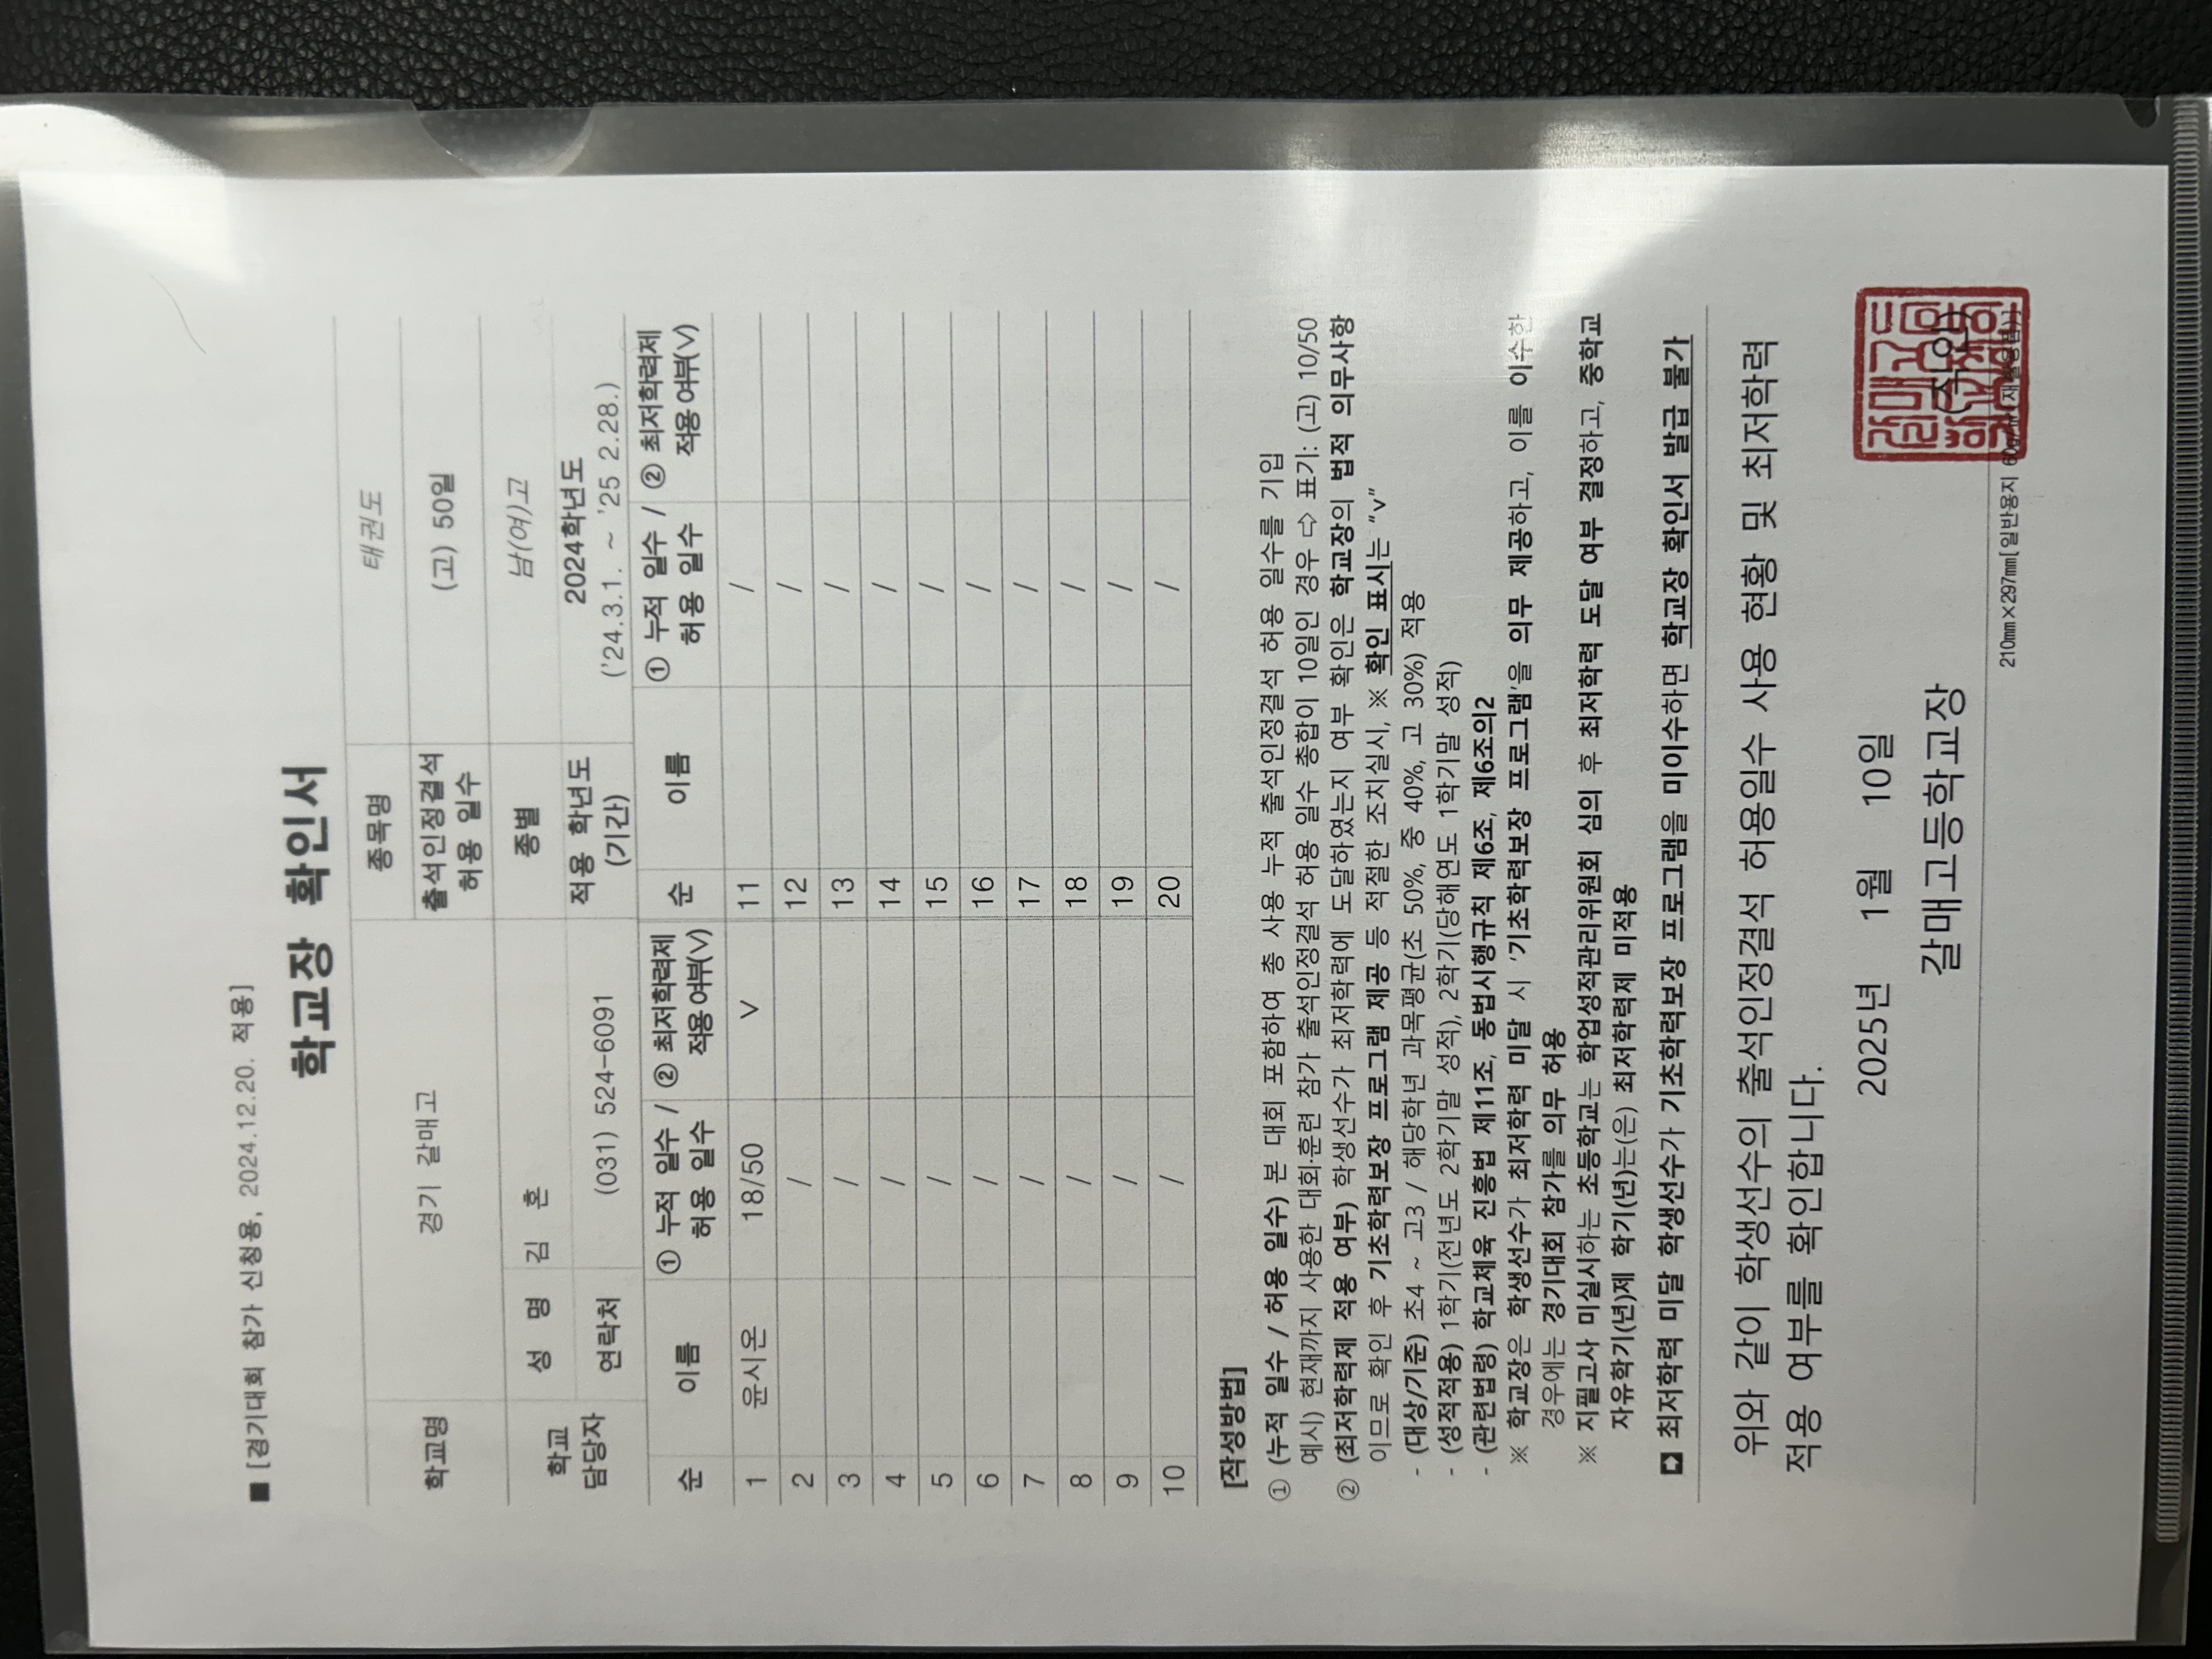 ■ [경기대회 참가 신청용, 2024.12.20. 적용]
학교장 확인서
학교명 경기 갈매고 종목명 태권도
출석인정결석 허용 일수 (고) 50일
학교 담당자 성 명 김 혼 종별 남(여)고
연락처 (031) 524-6091 적용 학년도 (기간) 2024학년도 ('24.3.1. ~ '25 2.28.)
순 이름 ① 누적 일수 / 허용 일수 ② 최저학력제 적용 여부(V) 순 이름 ① 누적 일수 / 허용 일수 ② 최저학력제 적용 여부(V)
1 윤시온 18/50 V 11 /
2 / 12 /
3 / 13 /
4 / 14 /
5 / 15 /
6 / 16 /
7 / 17 /
8 / 18 /
9 / 19 /
10 / 20 /
[작성방법]
① (누적 일수 / 허용 일수) 본 대회 포함하여 총 사용 누적 출석인정결석 허용 일수를 기입
예시) 현재까지 사용한 대회·훈련 참가 출석인정결석 허용 일수 총합이 10일인 경우 ⇨ 표기: (고) 10/50
② (최저학력제 적용 여부) 학생선수가 최저학력에 도달하였는지 여부 확인은 학교장의 법적 의무사항
이므로 확인 후 기초학력보장 프로그램 제공 등 적절한 조치실시, ※ 확인 표시는 "v"
- (대상/기준) 초4 ~ 고3 / 해당학년 과목평균(초 50%, 중 40%, 고 30%) 적용
- (성적적용) 1학기(전년도 2학기말 성적), 2학기(당해연도 1학기말 성적)
- (관련법령) 학교체육 진흥법 제11조, 동법시행규칙 제6조, 제6조의2
※ 학교장은 학생선수가 최저학력 미달 시 '기초학력보장 프로그램'을 의무 제공하고, 이를 이수한
경우에는 경기대회 참가를 의무 허용
※ 지필고사 미실시하는 초등학교는 학업성적관리위원회 심의 후 최저학력 도달 여부 결정하고, 중학교
자유학기(년)제 학기(년)는(은) 최저학력제 미적용
최저학력 미달 학생선수가 기초학력보장 프로그램을 미이수하면 학교장 확인서 발급 불가
위와 같이 학생선수의 출석인정결석 허용일수 사용 현황 및 최저학력
적용 여부를 확인합니다.
2025년 1월 10일
갈매고등학교장 (직인)
210㎜×297㎜[일반용지 60g/㎡(재활용품)]